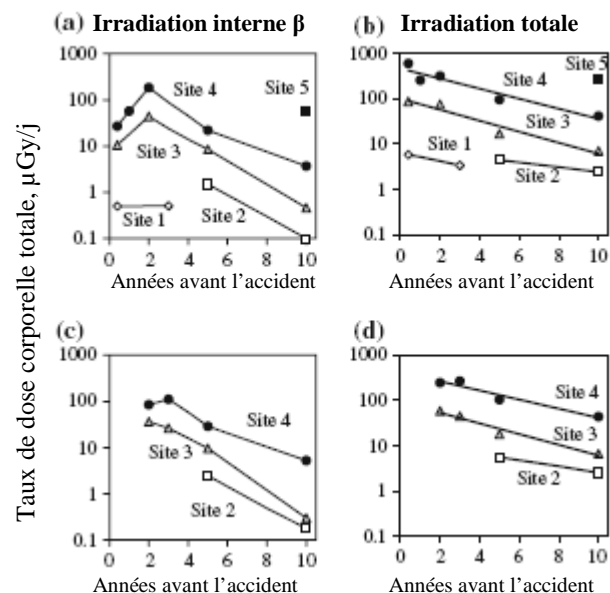 (a) Irradiation interne β
(b) Irradiation totale
Taux de dose corporelle totale, µGy/j
1000
100
10
1
0.1
Site 4
Site 5
Site 3
Site 2
Site 1
0 2 4 6 8 10
Années avant l’accident
1000
100
10
1
0.1
Site 5
Site 4
Site 3
Site 1
Site 2
0 2 4 6 8 10
Années avant l’accident
(c)
1000
100
10
1
0.1
Site 4
Site 3
Site 2
0 2 4 6 8 10
Années avant l’accident
(d)
1000
100
10
1
0.1
Site 4
Site 3
Site 2
0 2 4 6 8 10
Années avant l’accident